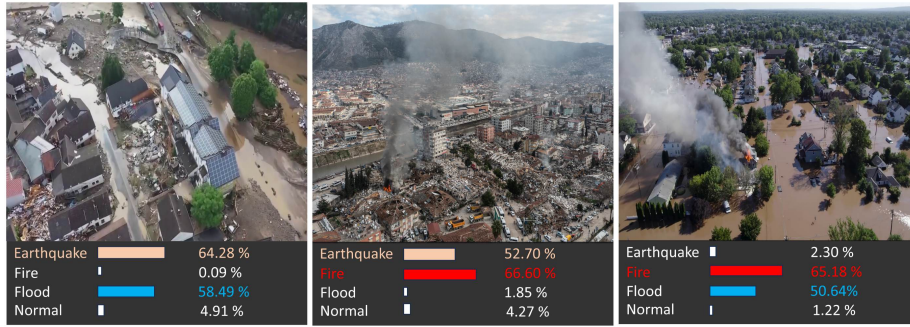 Earthquake 64.28 %
Fire 0.09 %
Flood 58.49 %
Normal 4.91 %
Earthquake 52.70 %
Fire 66.60 %
Flood 1.85 %
Normal 4.27 %
Earthquake 2.30 %
Fire 65.18 %
Flood 50.64%
Normal 1.22 %